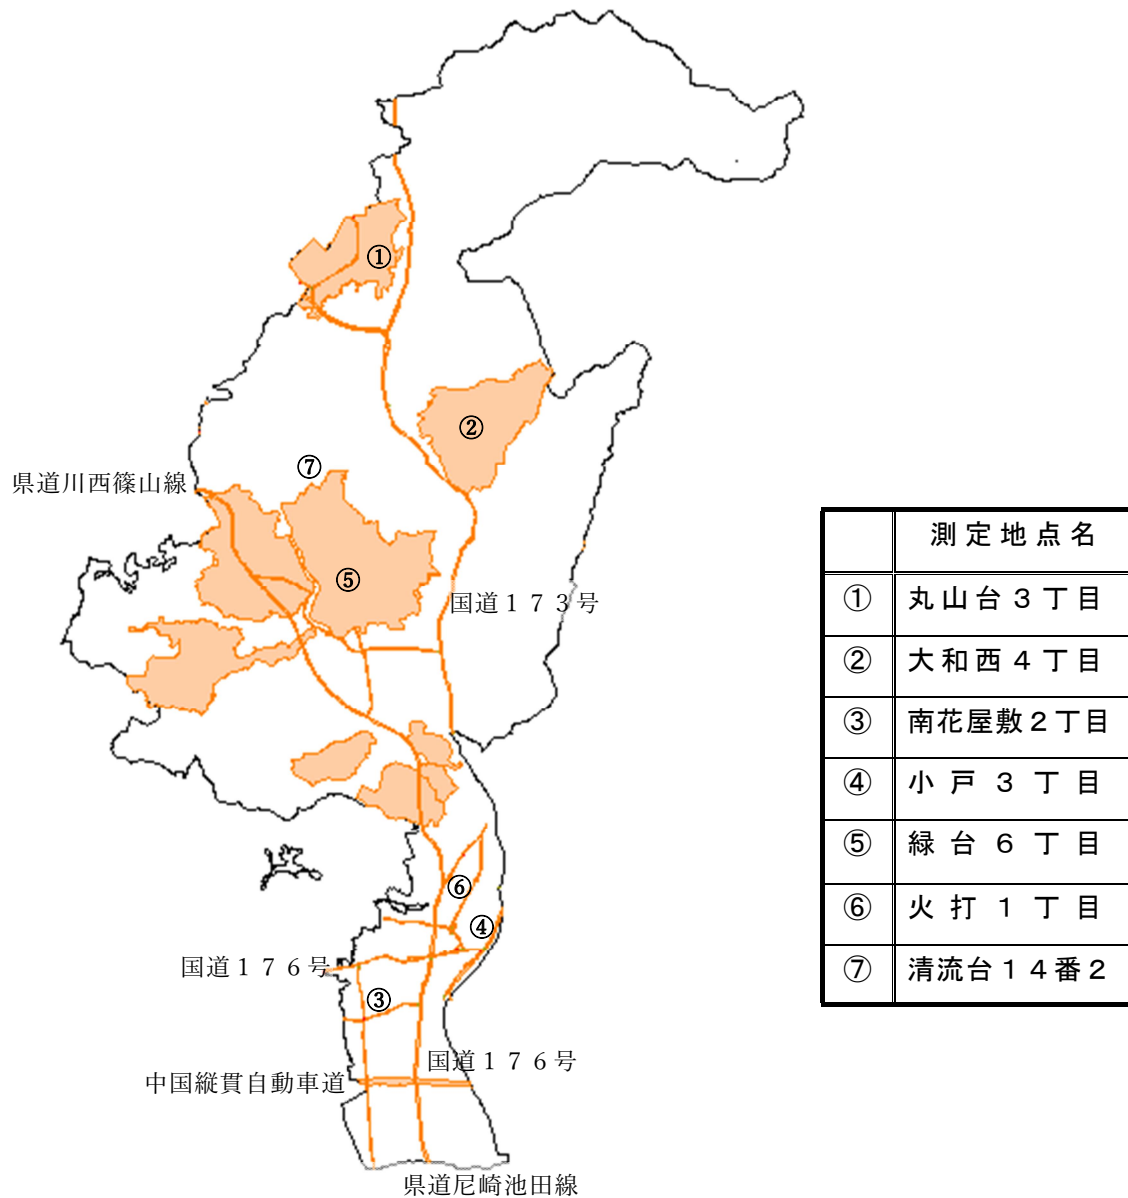 ①
②
⑦
県道川西篠山線
⑤
国道１７３号
⑥
④
国道１７６号
③
国道１７６号
中国縦貫自動車道
県道尼崎池田線
測定地点名
① 丸山台３丁目
② 大和西４丁目
③ 南花屋敷２丁目
④ 小戸３丁目
⑤ 緑台６丁目
⑥ 火打１丁目
⑦ 清流台１４番２